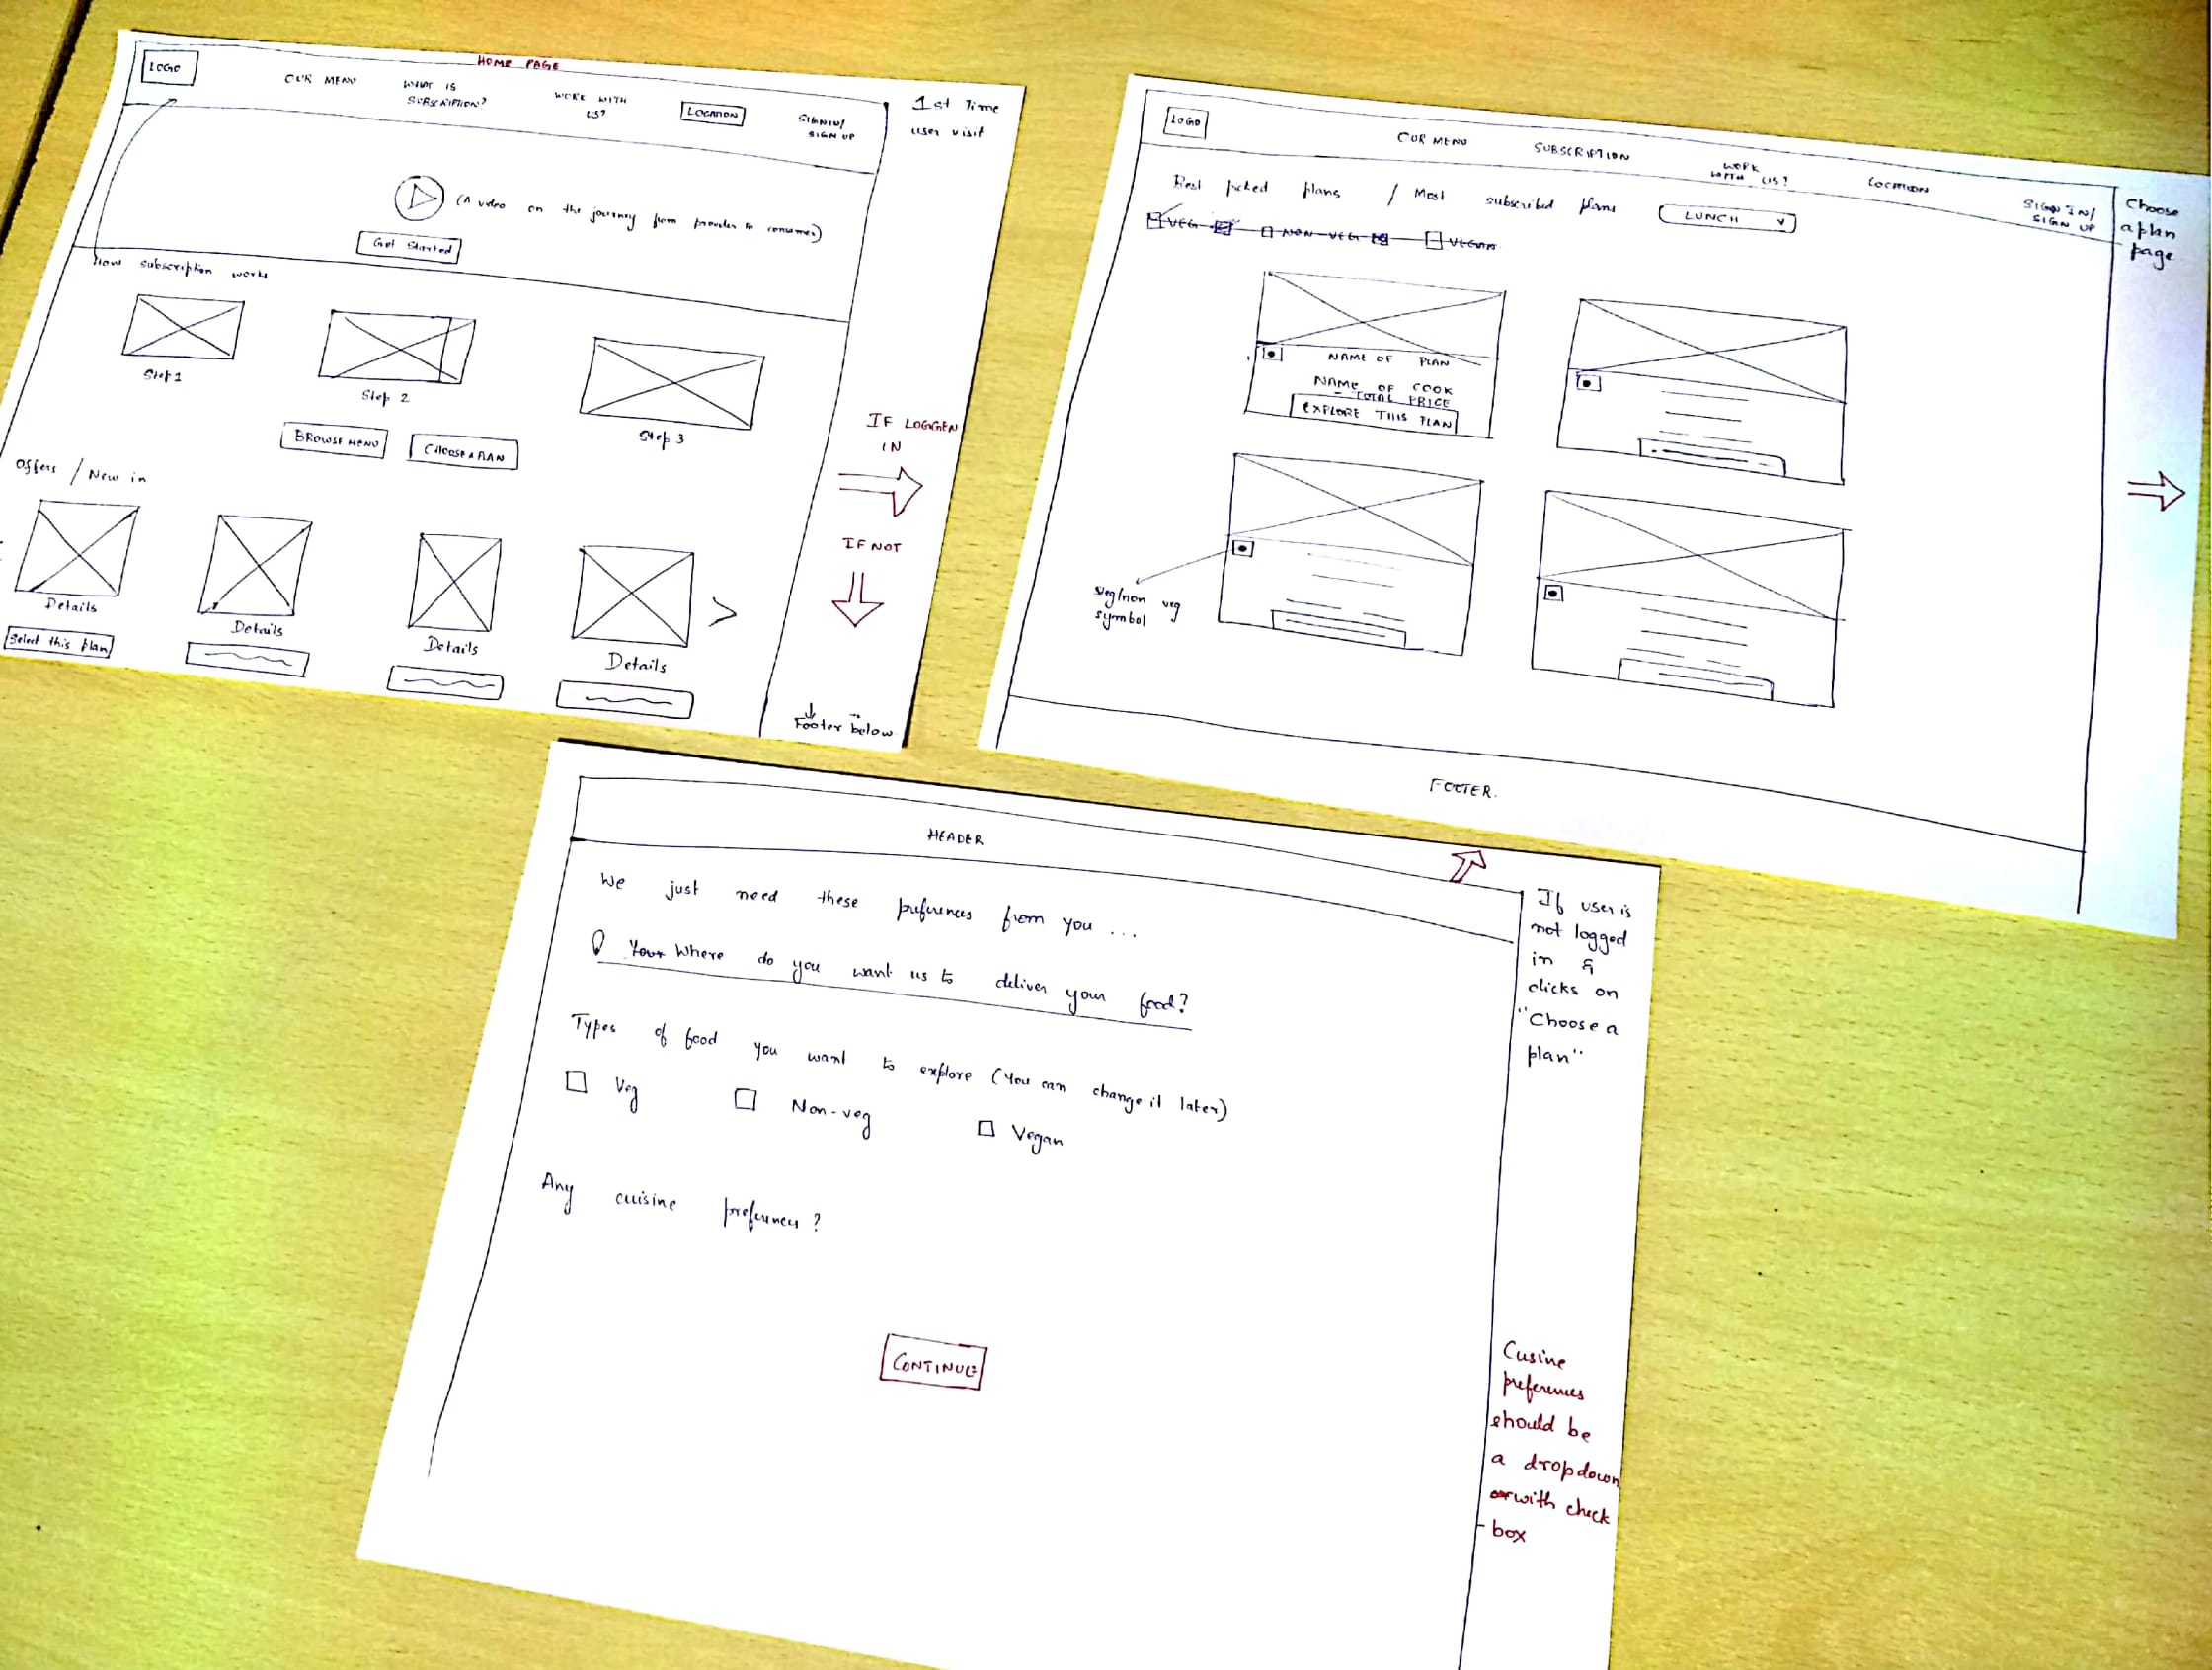 HOME PAGE
LOGO
OUR MENU
WHAT IS
SUBSCRIPTION?
WORK WITH
US?
LOCATION
SIGN IN/
SIGN UP
1st Time
user visit
(A video on the journey from provider to consumer)
Get Started
How subscription works
Step 1
Step 2
Step 3
BROWSE MENU
CHOOSE A PLAN
Offers / New in
Details
Details
Details
Details
Select this plan
IF LOGGEN
IN
IF NOT
Footer below
LOGO
OUR MENU
SUBSCRIPTION
WORK
WITH US?
LOCATION
SIGN IN/
SIGN UP
Choose
a plan
page
Best picked plans / Most subscribed plans
LUNCH
VEG NON-VEG VEGAN
NAME OF PLAN
NAME OF COOK
- TOTAL PRICE
EXPLORE THIS PLAN
veg/non veg
symbol
FOOTER.
HEADER
We just need these preferences from you ...
Your Where do you want us to deliver your food?
Types of food you want to explore (You can change it later)
Veg
Non-veg
Vegan
Any cuisine preferences?
CONTINUE
If user is
not logged
in &
clicks on
"Choose a
plan"
Cusine
preferences
should be
a dropdown
or with check
box